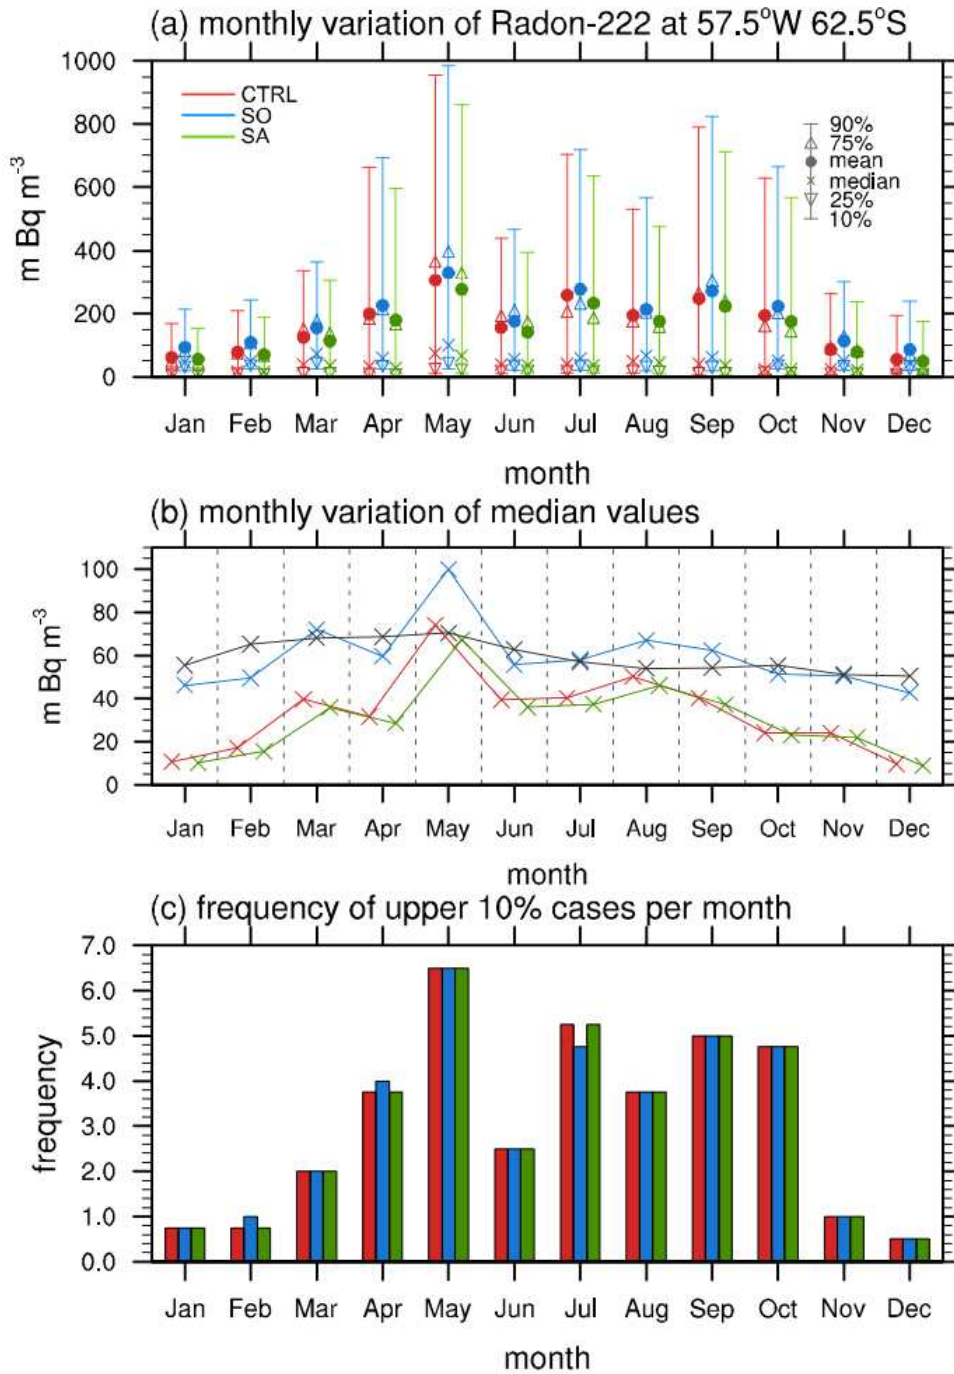 (a) monthly variation of Radon-222 at 57.5°W 62.5°S
1000
800
600
400
200
0
m Bq m⁻³
CTRL
SO
SA
90%
75%
mean
median
25%
10%
Jan Feb Mar Apr May Jun Jul Aug Sep Oct Nov Dec
month
(b) monthly variation of median values
100
80
60
40
20
0
m Bq m⁻³
Jan Feb Mar Apr May Jun Jul Aug Sep Oct Nov Dec
month
(c) frequency of upper 10% cases per month
7.0
6.0
5.0
4.0
3.0
2.0
1.0
0.0
frequency
Jan Feb Mar Apr May Jun Jul Aug Sep Oct Nov Dec
month